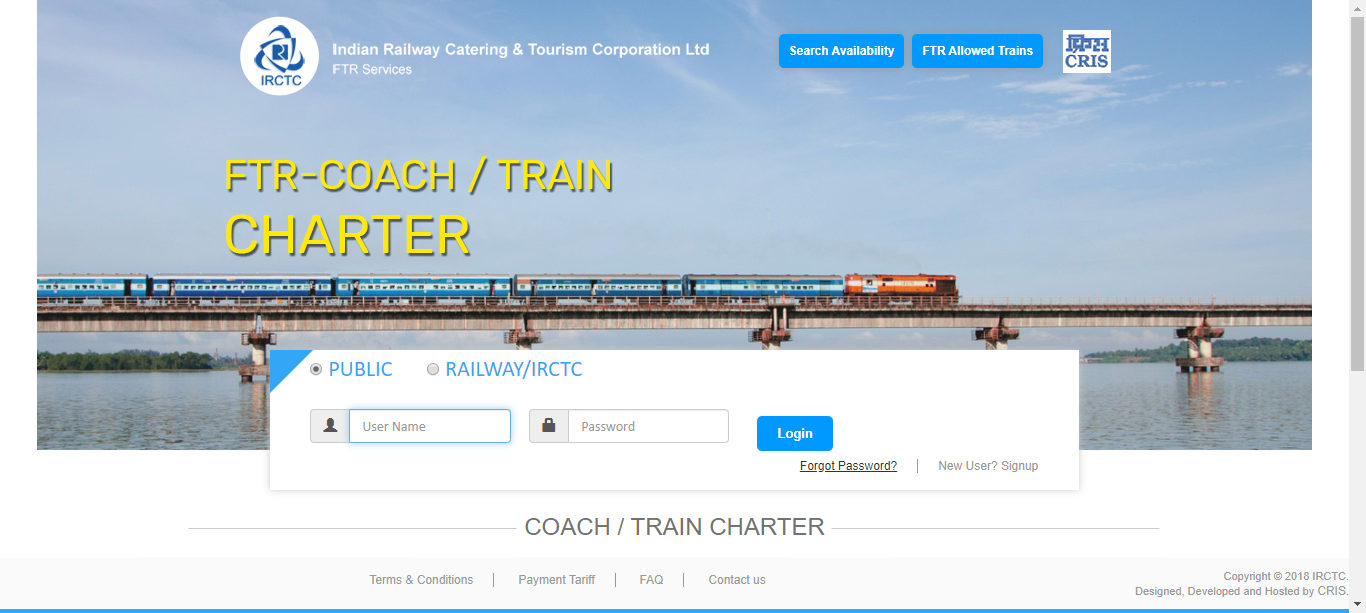 IRCTC
Indian Railway Catering & Tourism Corporation Ltd
FTR Services
Search Availability
FTR Allowed Trains
क्रिस
CRIS
FTR-COACH / TRAIN
CHARTER
PUBLIC
RAILWAY/IRCTC
User Name
Password
Login
Forgot Password?
New User? Signup
COACH / TRAIN CHARTER
Terms & Conditions
Payment Tariff
FAQ
Contact us
Copyright © 2018 IRCTC.
Designed, Developed and Hosted by CRIS.